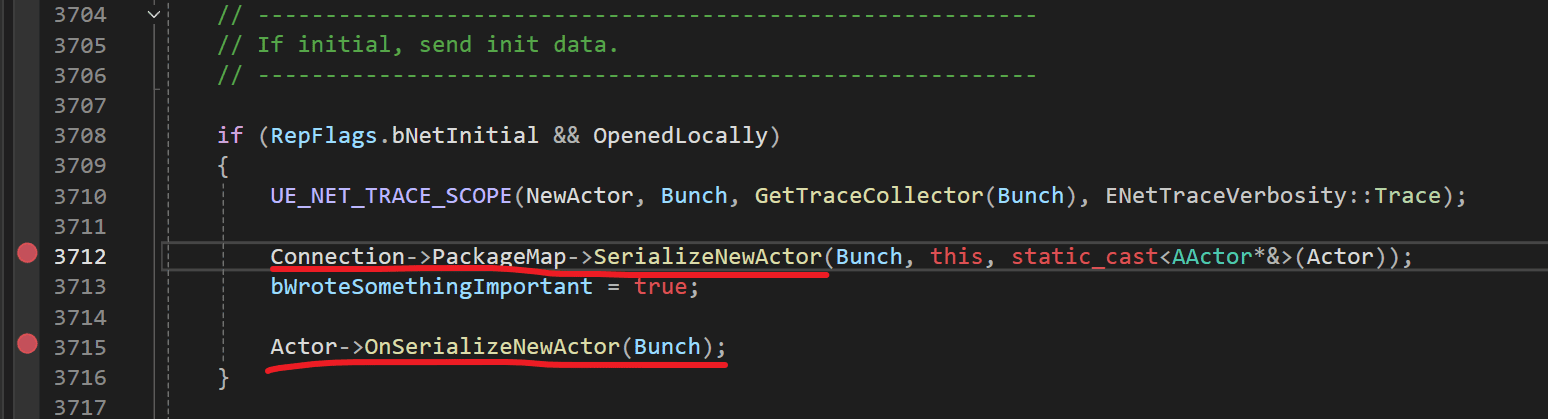 3704 // ----------------------------------------------------------
3705 // If initial, send init data.
3706 // ----------------------------------------------------------
3707
3708 if (RepFlags.bNetInitial && OpenedLocally)
3709 {
3710 UE_NET_TRACE_SCOPE(NewActor, Bunch, GetTraceCollector(Bunch), ENetTraceVerbosity::Trace);
3711
3712 Connection->PackageMap->SerializeNewActor(Bunch, this, static_cast<AActor*&>(Actor));
3713 bWroteSomethingImportant = true;
3714
3715 Actor->OnSerializeNewActor(Bunch);
3716 }
3717